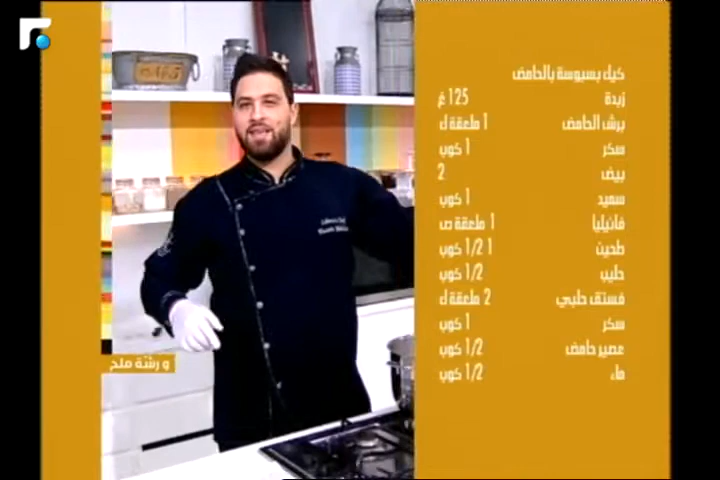 كيك بسبوسة بالحامض
زبدة 125 غ
برش الحامض 1 ملعقة ك
سكر 1 كوب
بيض 2
سميد 1 كوب
فانيليا 1 ملعقة ص
طحين 1 1/2 كوب
حليب 1/2 كوب
فستق حلبي 2 ملعقة ك
سكر 1 كوب
عصير حامض 1/2 كوب
ماء 1/2 كوب
و رشة ملح